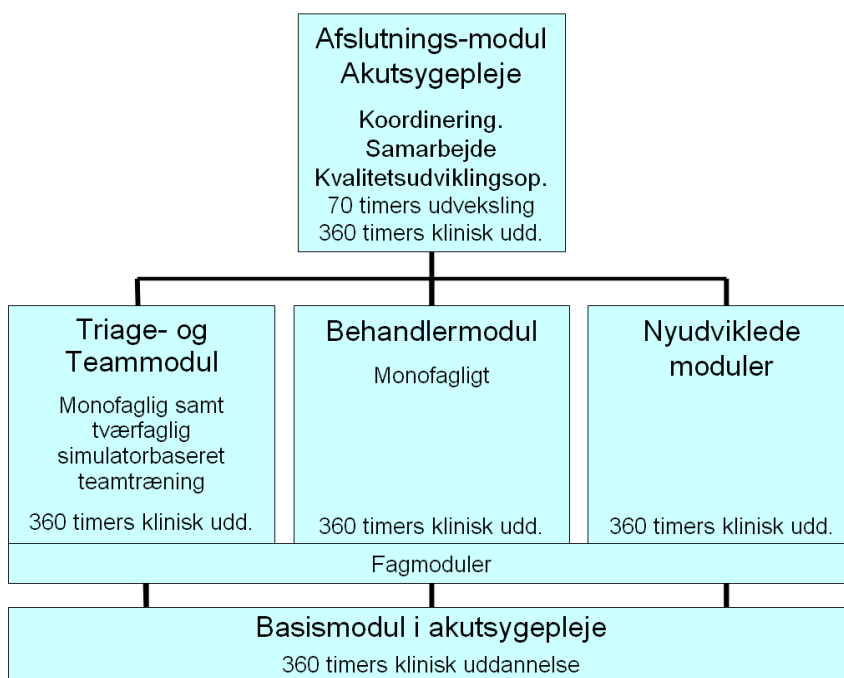 Afslutnings-modul
Akutsygepleje
Koordinering.
Samarbejde
Kvalitetsudviklingsop.
70 timers udveksling
360 timers klinisk udd.
Triage- og
Teammodul
Monofaglig samt
tværfaglig
simulatorbaseret
teamtræning
360 timers klinisk udd.
Behandlermodul
Monofagligt
360 timers klinisk udd.
Nyudviklede
moduler
360 timers klinisk udd.
Fagmoduler
Basismodul i akutsygepleje
360 timers klinisk uddannelse